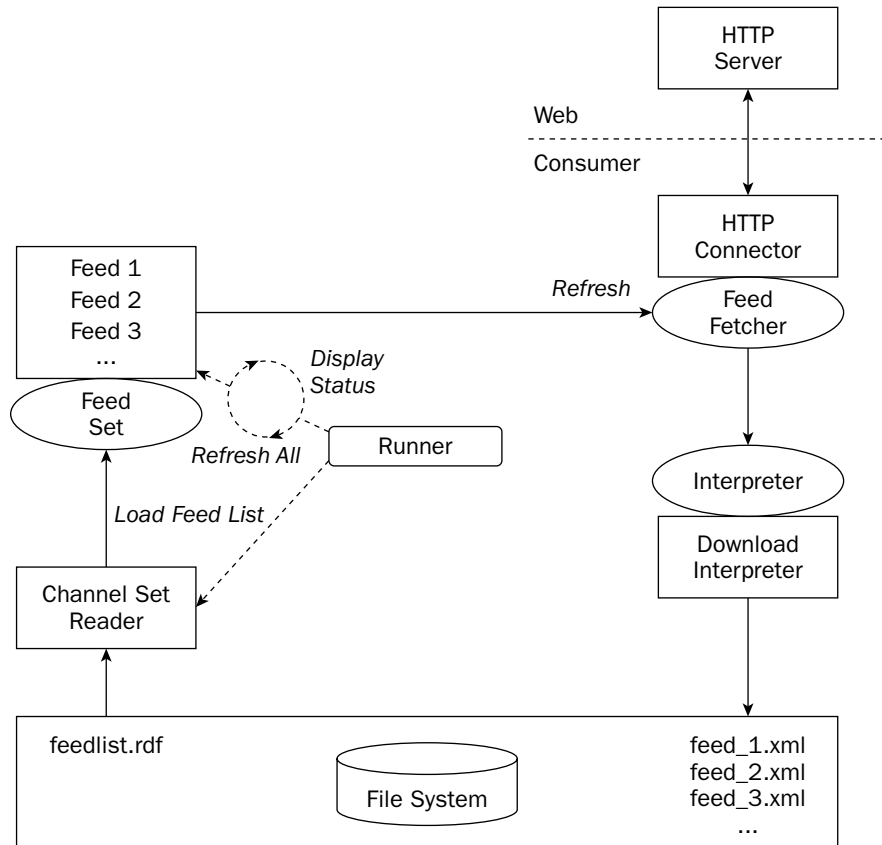 HTTP
Server
Web
Consumer
HTTP
Connector
Feed 1
Feed 2
Feed 3
...
Refresh
Feed
Fetcher
Display
Status
Feed
Set
Refresh All
Runner
Interpreter
Load Feed List
Download
Interpreter
Channel Set
Reader
feedlist.rdf
File System
feed_1.xml
feed_2.xml
feed_3.xml
...